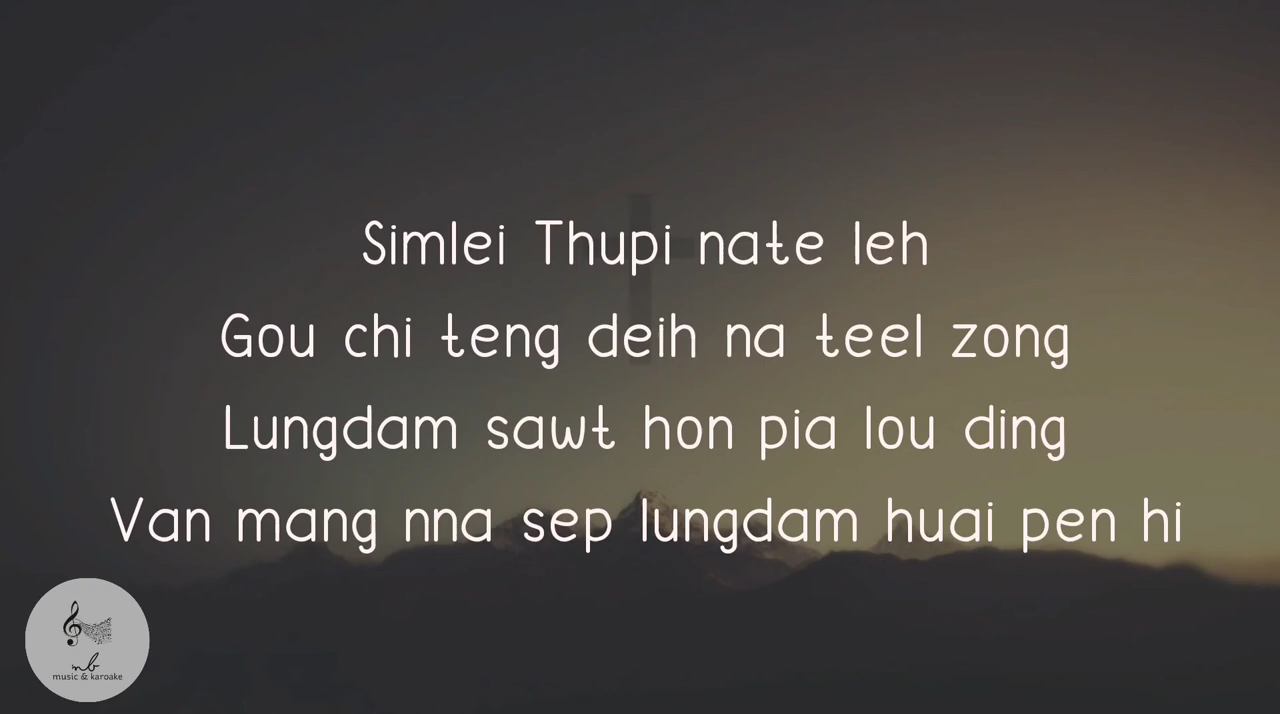 Simlei Thupi nate leh
Gou chi teng deih na teel zong
Lungdam sawt hon pia lou ding
Van mang nna sep lungdam huai pen hi
nb
music & karoake